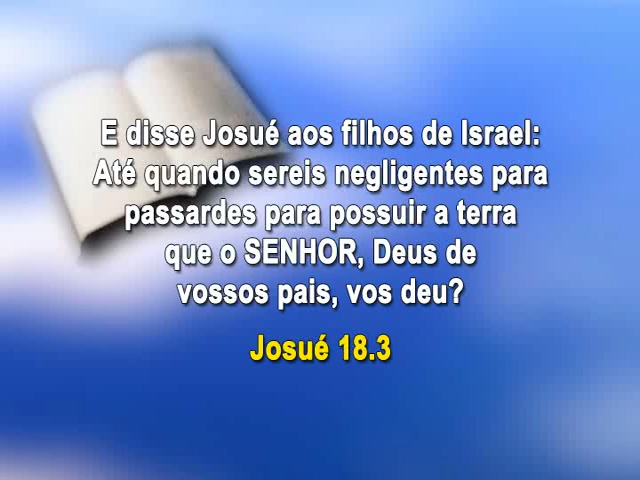 E disse Josué aos filhos de Israel:
Até quando sereis negligentes para
passardes para possuir a terra
que o SENHOR, Deus de
vossos pais, vos deu?
Josué 18.3